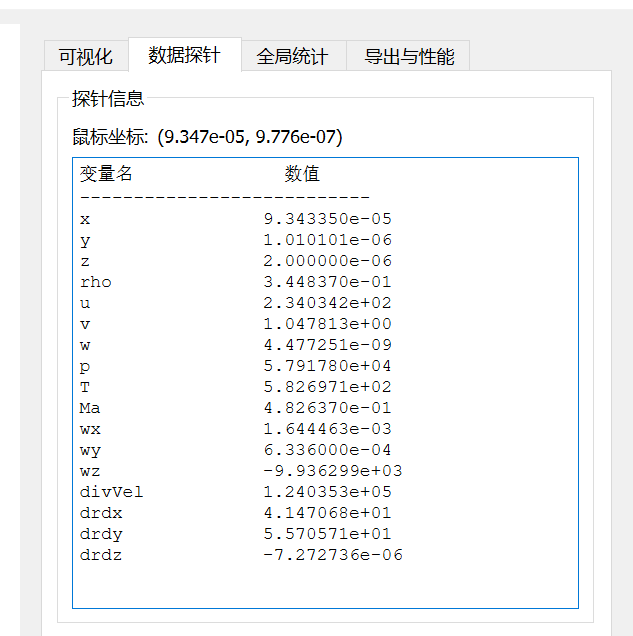 可视化 数据探针 全局统计 导出与性能
探针信息
鼠标坐标: (9.347e-05, 9.776e-07)
变量名 数值
---------------------------
x 9.343350e-05
y 1.010101e-06
z 2.000000e-06
rho 3.448370e-01
u 2.340342e+02
v 1.047813e+00
w 4.477251e-09
p 5.791780e+04
T 5.826971e+02
Ma 4.826370e-01
wx 1.644463e-03
wy 6.336000e-04
wz -9.936299e+03
divVel 1.240353e+05
drdx 4.147068e+01
drdy 5.570571e+01
drdz -7.272736e-06